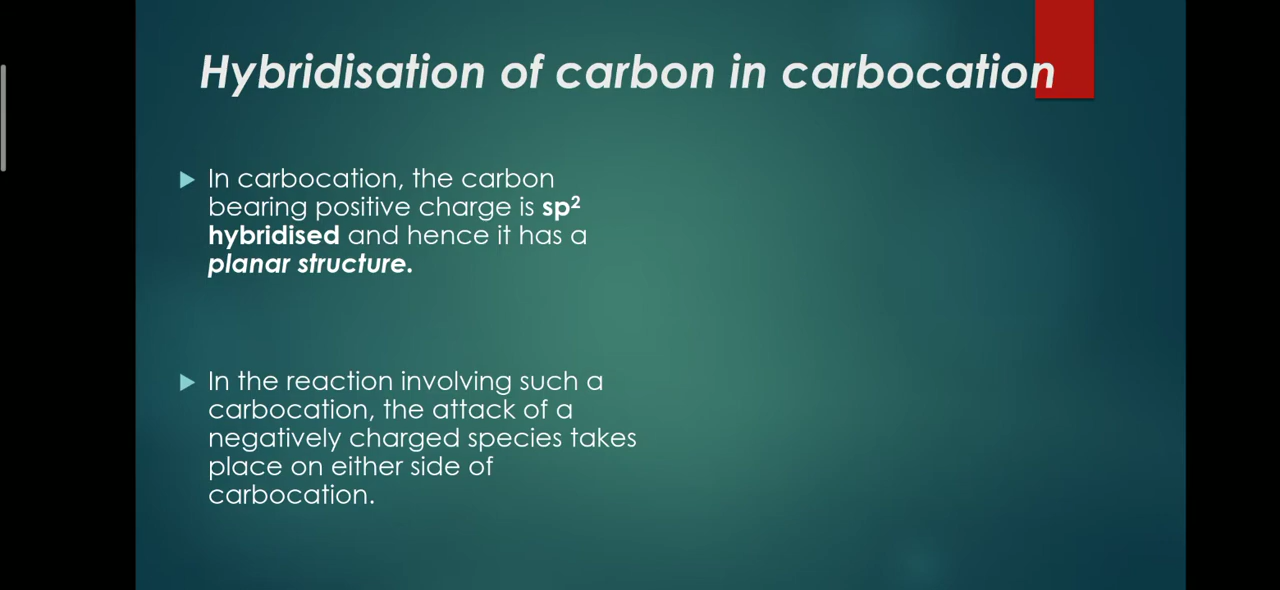 Hybridisation of carbon in carbocation
In carbocation, the carbon
bearing positive charge is sp²
hybridised and hence it has a
planar structure.
In the reaction involving such a
carbocation, the attack of a
negatively charged species takes
place on either side of
carbocation.